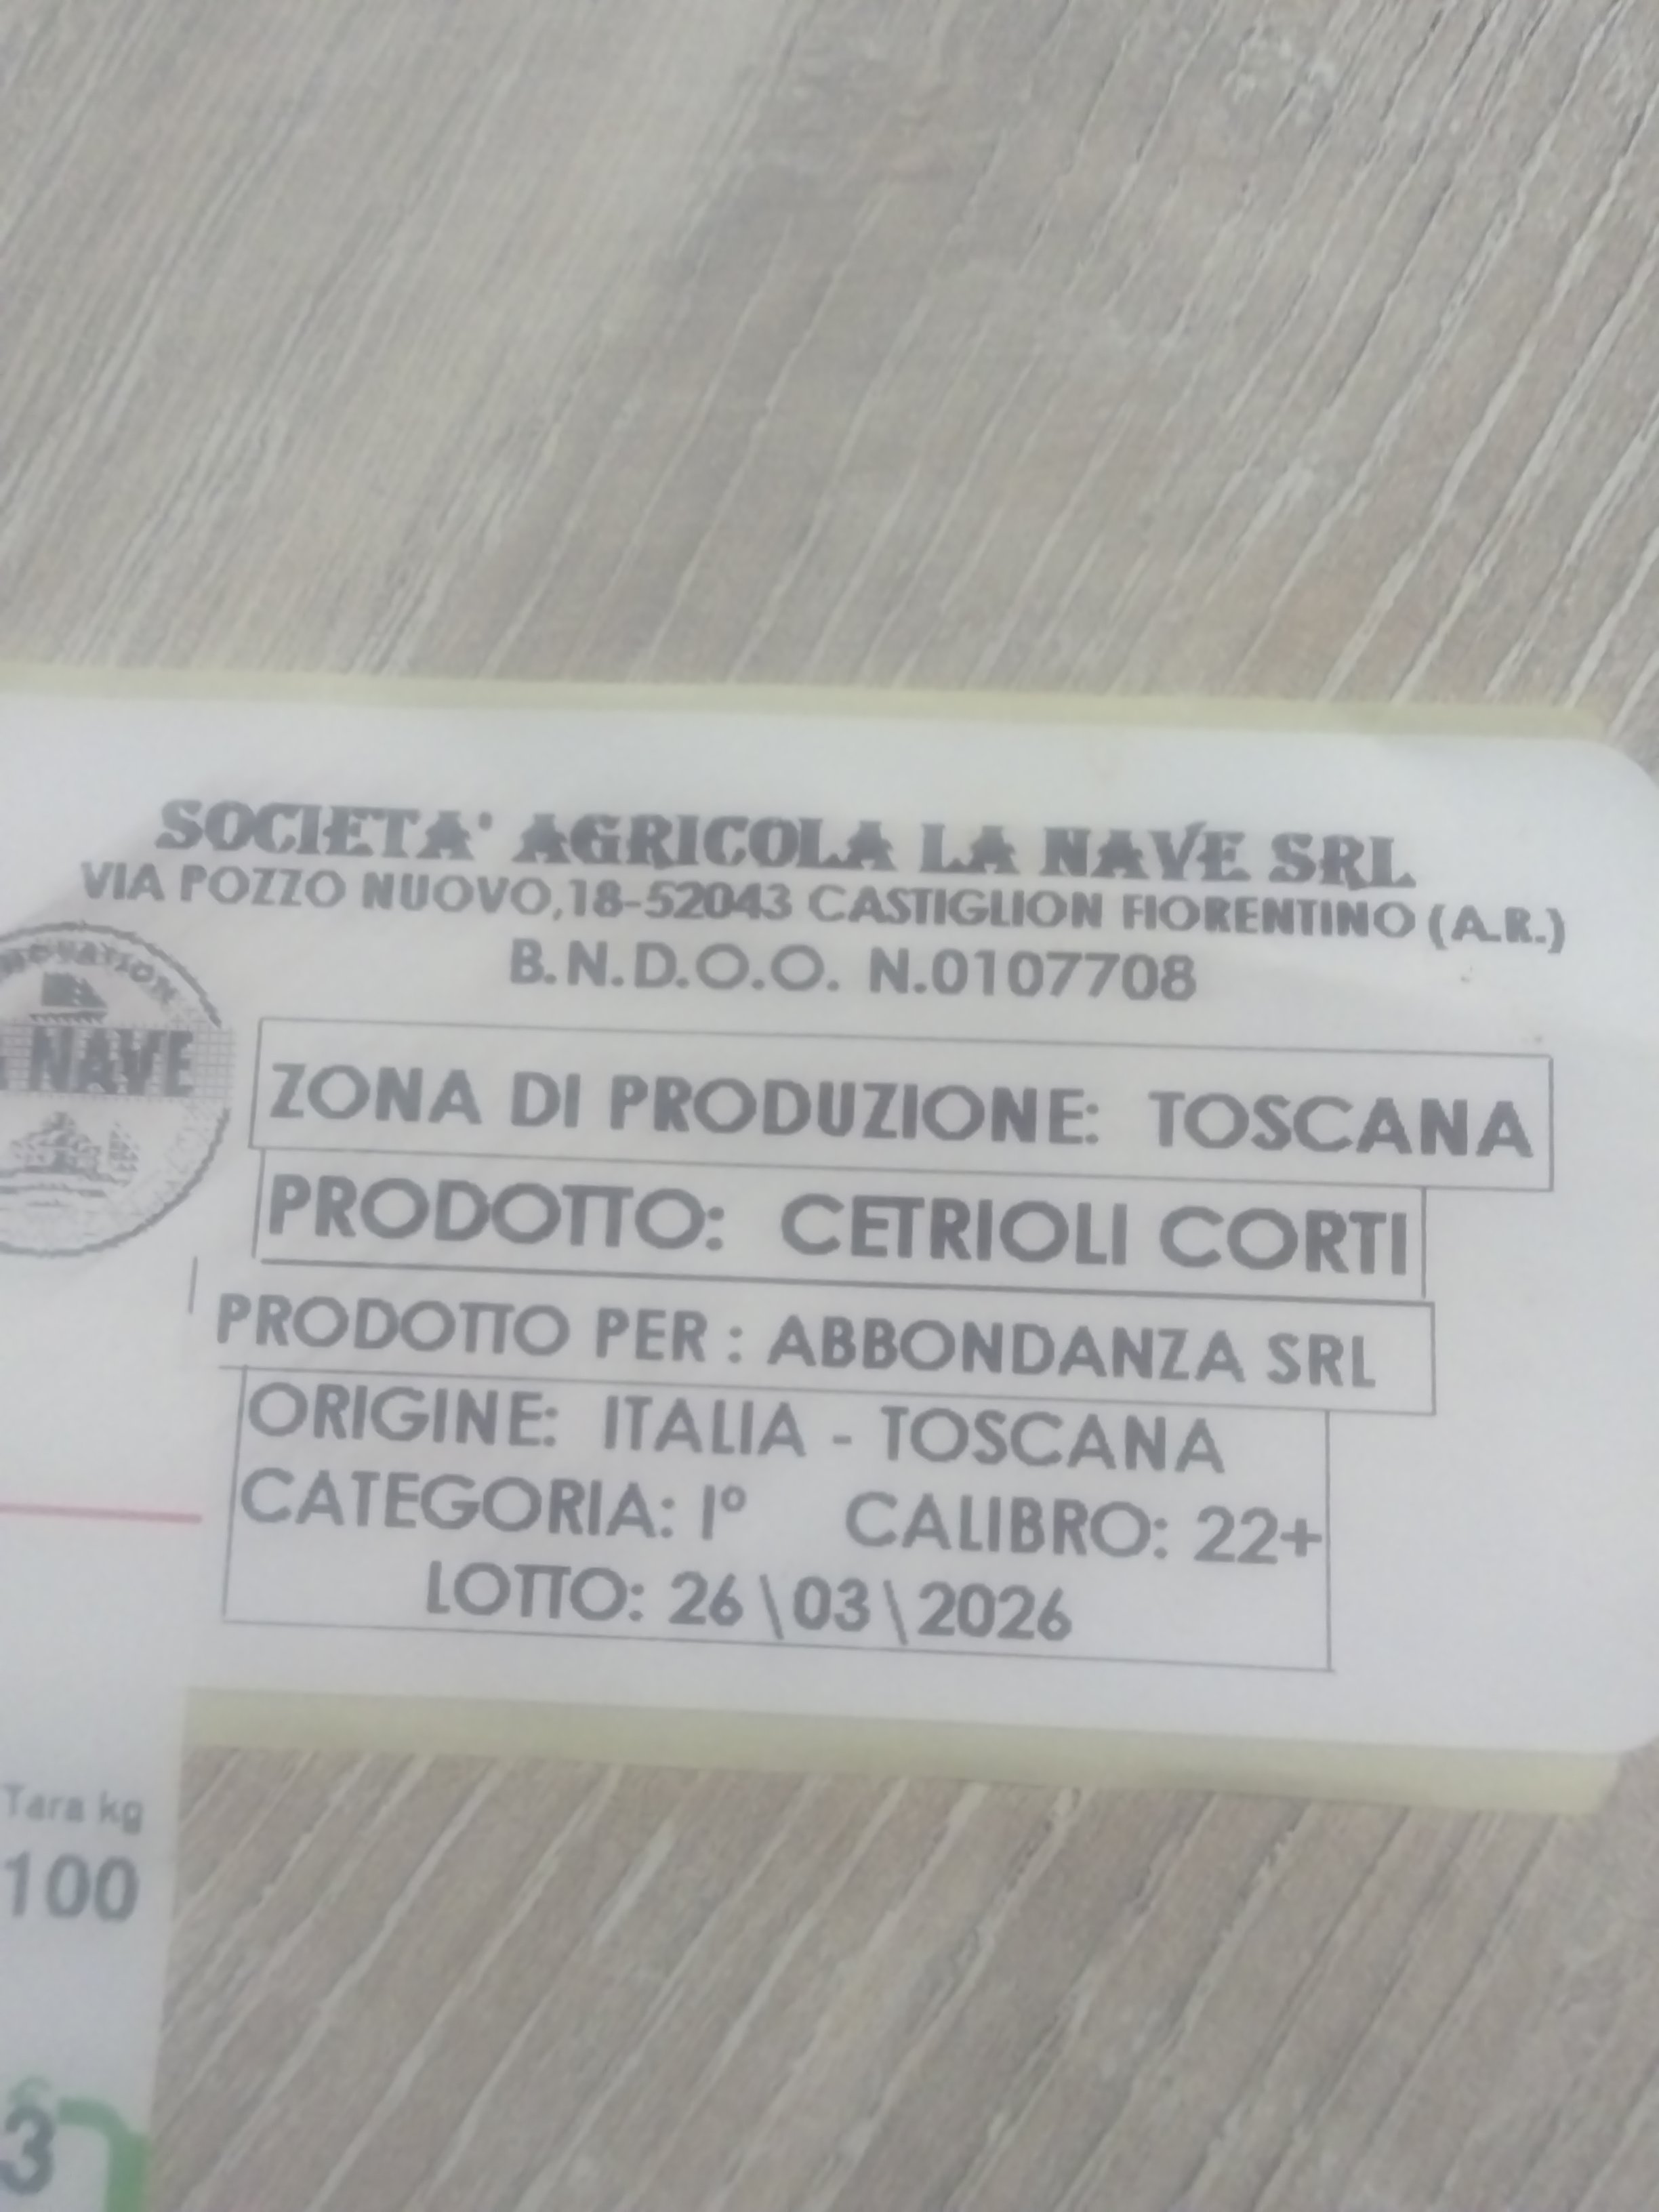 SOCIETA' AGRICOLA LA NAVE SRL
VIA POZZO NUOVO,18-52043 CASTIGLION FIORENTINO (A.R.)
B.N.D.O.O. N.0107708
NAVE
ZONA DI PRODUZIONE: TOSCANA
PRODOTTO: CETRIOLI CORTI
PRODOTTO PER : ABBONDANZA SRL
ORIGINE: ITALIA - TOSCANA
CATEGORIA: I° CALIBRO: 22+
LOTTO: 26\03\2026
Tara kg
100
3